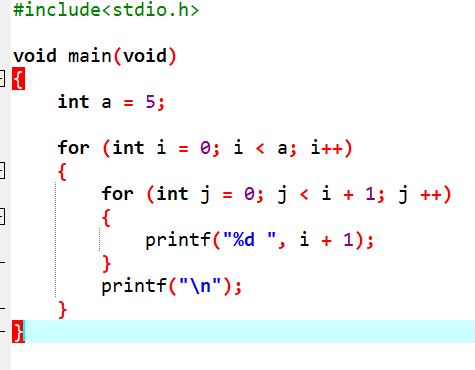 #include<stdio.h>
void main(void)
{
    int a = 5;
    for (int i = 0; i < a; i++)
    {
        for (int j = 0; j < i + 1; j ++)
        {
            printf("%d ", i + 1);
        }
        printf("\n");
    }
}